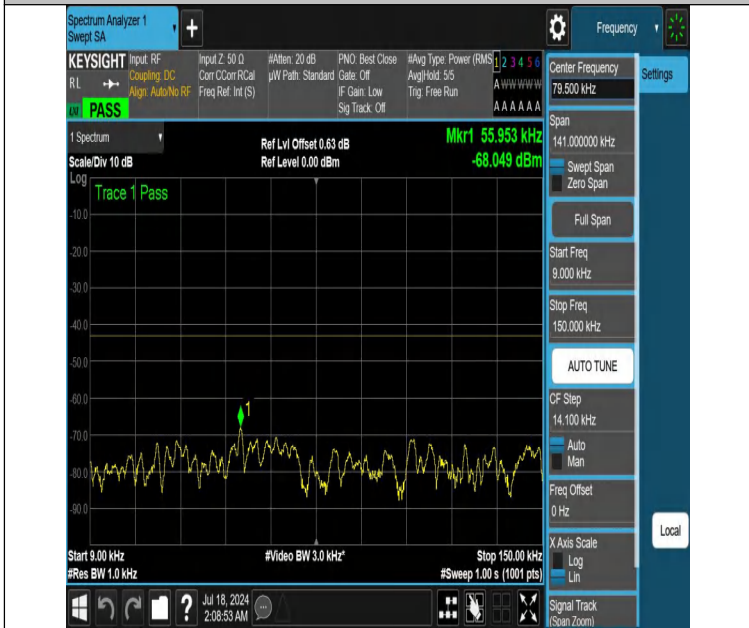 Spectrum Analyzer 1
Swept SA
+
Frequency
KEYSIGHT
RL
PASS
Input: RF
Coupling: DC
Align: Auto/No RF
Input Z: 50 Ω
Corr CCorr RCal
Freq Ref: Int (S)
#Atten: 20 dB
µW Path: Standard
PNO: Best Close
Gate: Off
IF Gain: Low
Sig Track: Off
#Avg Type: Power (RMS
Avg|Hold: 5/5
Trig: Free Run
1 2 3 4 5 6
A W W W W W
A A A A A A
Center Frequency
79.500 kHz
Settings
1 Spectrum
Scale/Div 10 dB
Ref Lvl Offset 0.63 dB
Ref Level 0.00 dBm
Mkr1 55.953 kHz
-68.049 dBm
Log
Trace 1 Pass
-10.0
-20.0
-30.0
-40.0
-50.0
-60.0
-70.0
-80.0
-90.0
1
Start 9.00 kHz
#Res BW 1.0 kHz
#Video BW 3.0 kHz*
Stop 150.00 kHz
#Sweep 1.00 s (1001 pts)
Span
141.000000 kHz
Swept Span
Zero Span
Full Span
Start Freq
9.000 kHz
Stop Freq
150.000 kHz
AUTO TUNE
CF Step
14.100 kHz
Auto
Man
Freq Offset
0 Hz
X Axis Scale
Log
Lin
Signal Track
(Span Zoom)
Local
?
Jul 18, 2024
2:08:53 AM